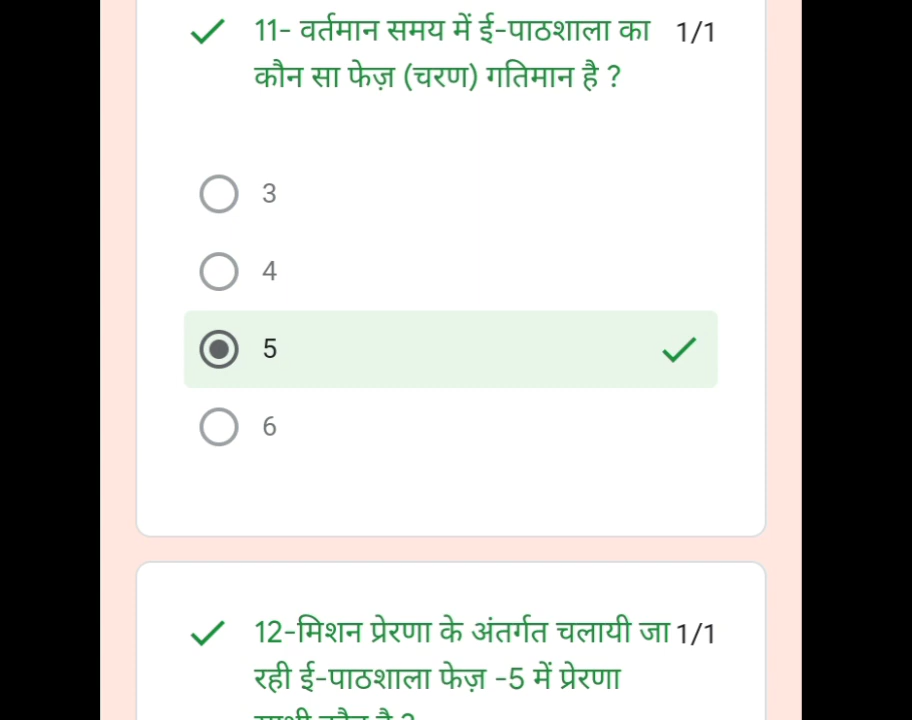 11- वर्तमान समय में ई-पाठशाला का 1/1
कौन सा फेज़ (चरण) गतिमान है ?
3
4
5
6
12-मिशन प्रेरणा के अंतर्गत चलायी जा 1/1
रही ई-पाठशाला फेज़ -5 में प्रेरणा